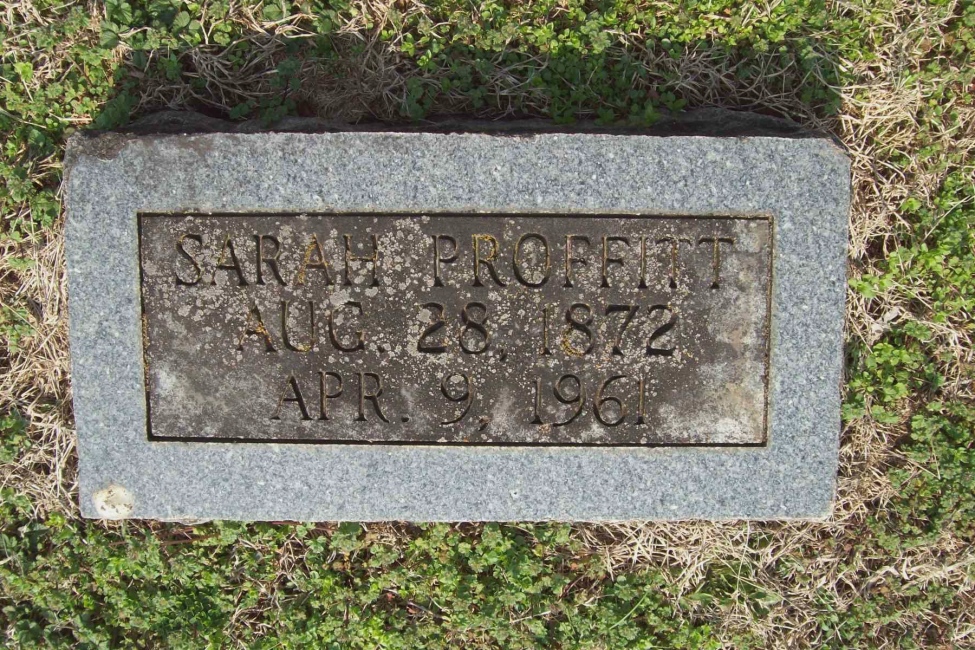 SARAH PROFFITT
AUG. 28, 1872
APR. 9, 1961